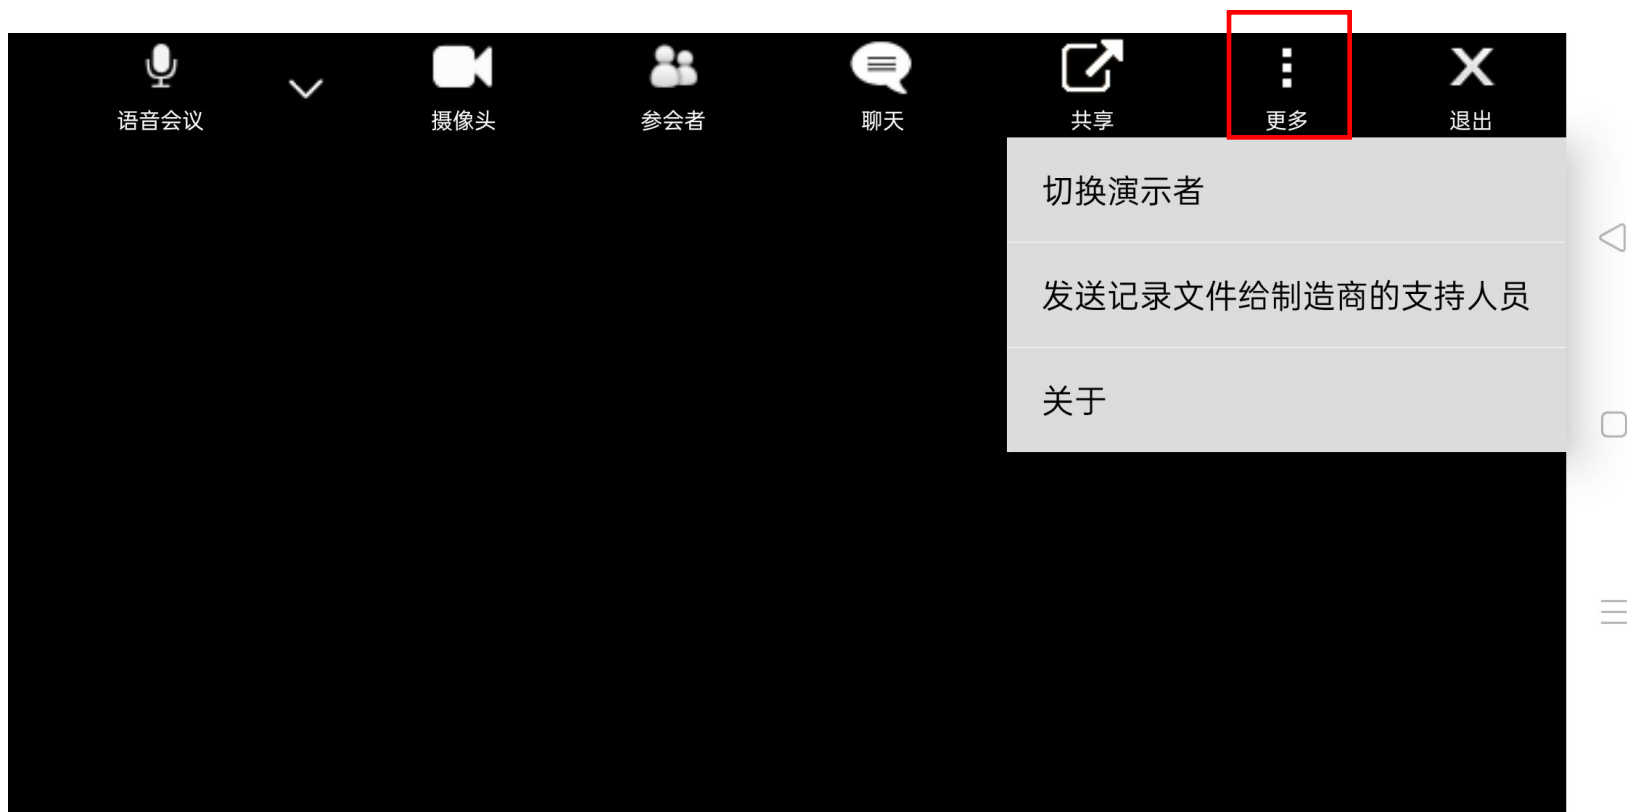 语音会议
摄像头
参会者
聊天
共享
更多
退出
切换演示者
发送记录文件给制造商的支持人员
关于